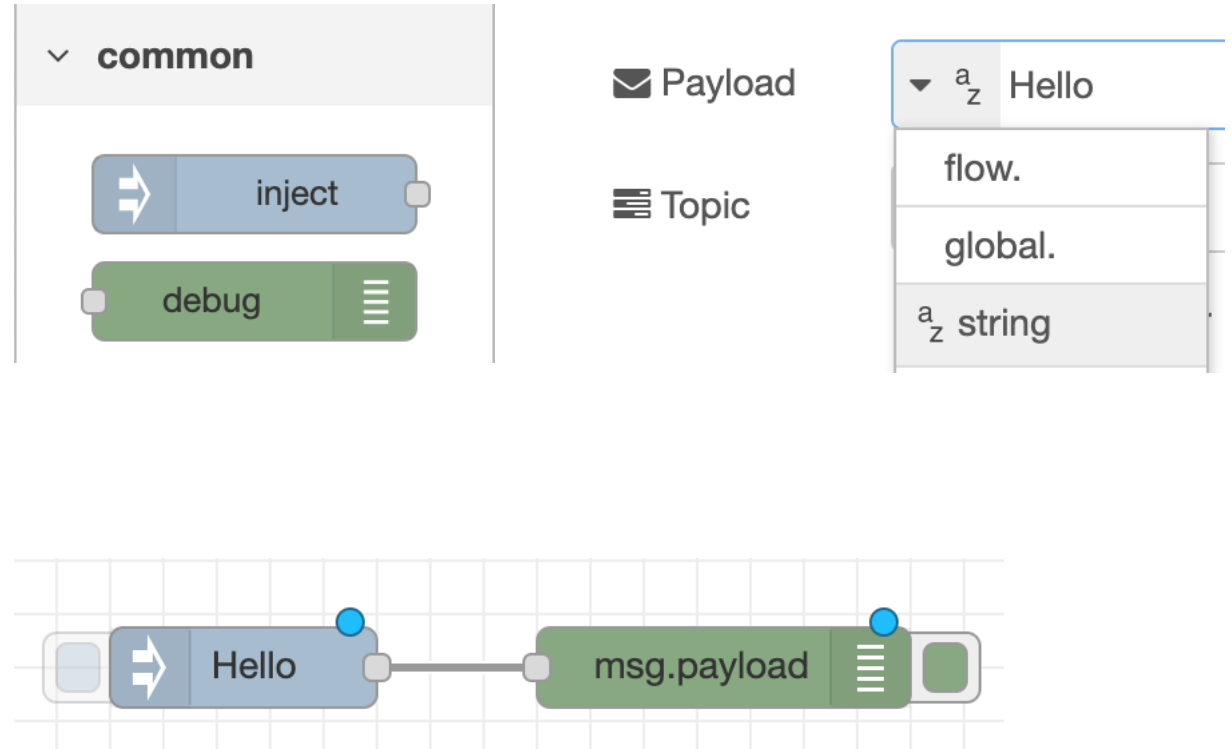 common
inject
debug
Payload
a z Hello
Topic
flow.
global.
a z string
Hello
msg.payload